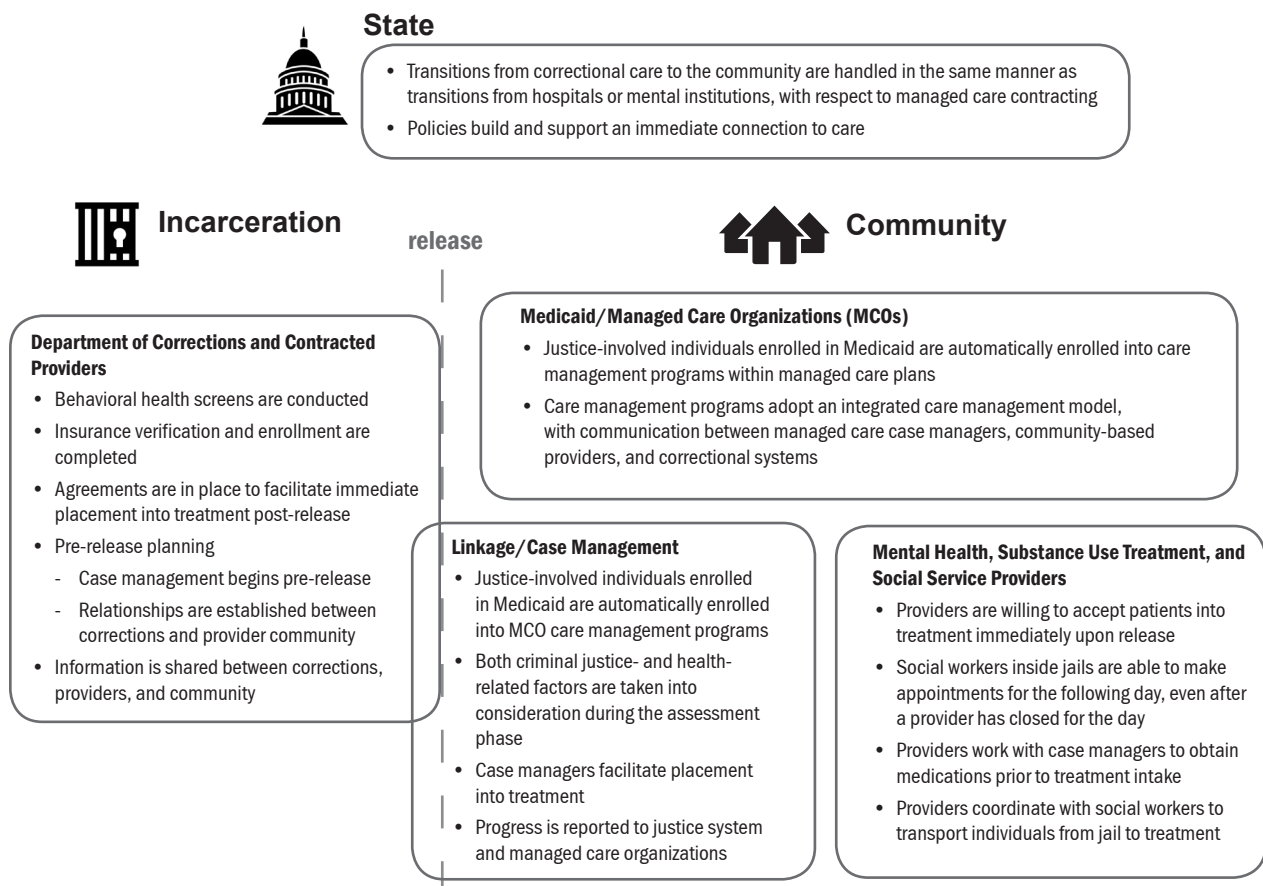 State
• Transitions from correctional care to the community are handled in the same manner as
transitions from hospitals or mental institutions, with respect to managed care contracting
• Policies build and support an immediate connection to care
Incarceration
release
Community
Department of Corrections and Contracted
Providers
• Behavioral health screens are conducted
• Insurance verification and enrollment are
completed
• Agreements are in place to facilitate immediate
placement into treatment post-release
• Pre-release planning
- Case management begins pre-release
- Relationships are established between
corrections and provider community
• Information is shared between corrections,
providers, and community
Medicaid/Managed Care Organizations (MCOs)
• Justice-involved individuals enrolled in Medicaid are automatically enrolled into care
management programs within managed care plans
• Care management programs adopt an integrated care management model,
with communication between managed care case managers, community-based
providers, and correctional systems
Linkage/Case Management
• Justice-involved individuals enrolled
in Medicaid are automatically enrolled
into MCO care management programs
• Both criminal justice- and health-
related factors are taken into
consideration during the assessment
phase
• Case managers facilitate placement
into treatment
• Progress is reported to justice system
and managed care organizations
Mental Health, Substance Use Treatment, and
Social Service Providers
• Providers are willing to accept patients into
treatment immediately upon release
• Social workers inside jails are able to make
appointments for the following day, even after
a provider has closed for the day
• Providers work with case managers to obtain
medications prior to treatment intake
• Providers coordinate with social workers to
transport individuals from jail to treatment